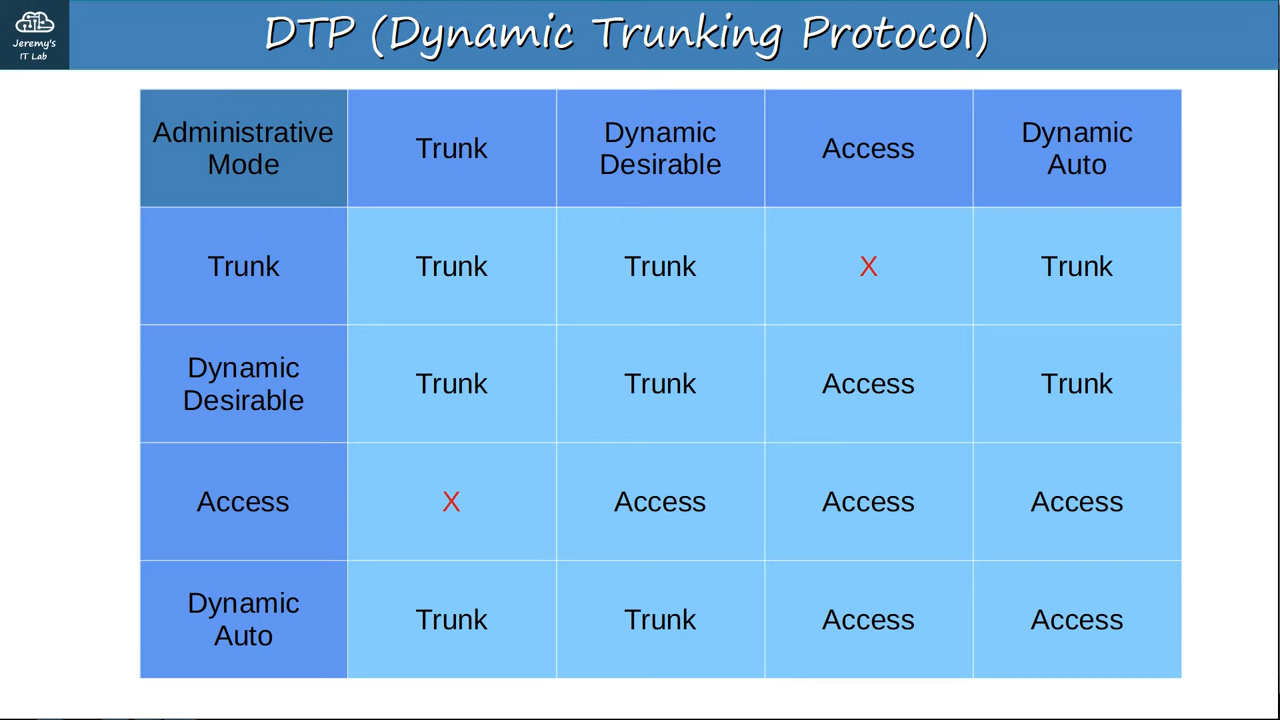 Jeremy's
IT Lab
DTP (Dynamic Trunking Protocol)
Administrative
Mode
Trunk
Dynamic
Desirable
Access
Dynamic
Auto
Trunk
Trunk
Trunk
X
Trunk
Dynamic
Desirable
Trunk
Trunk
Access
Trunk
Access
X
Access
Access
Access
Dynamic
Auto
Trunk
Trunk
Access
Access